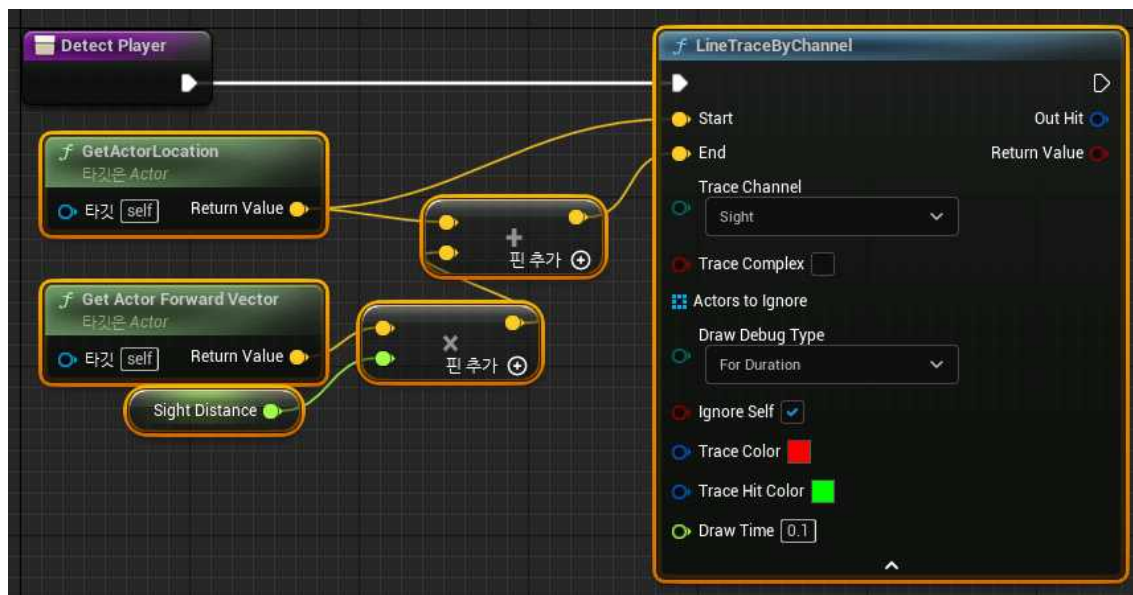 Detect Player
f GetActorLocation
타깃은 Actor
타깃 self Return Value
f Get Actor Forward Vector
타깃은 Actor
타깃 self Return Value
Sight Distance
+
핀 추가
×
핀 추가
f LineTraceByChannel
Start Out Hit
End Return Value
Trace Channel
Sight
Trace Complex
Actors to Ignore
Draw Debug Type
For Duration
Ignore Self
Trace Color
Trace Hit Color
Draw Time 0.1